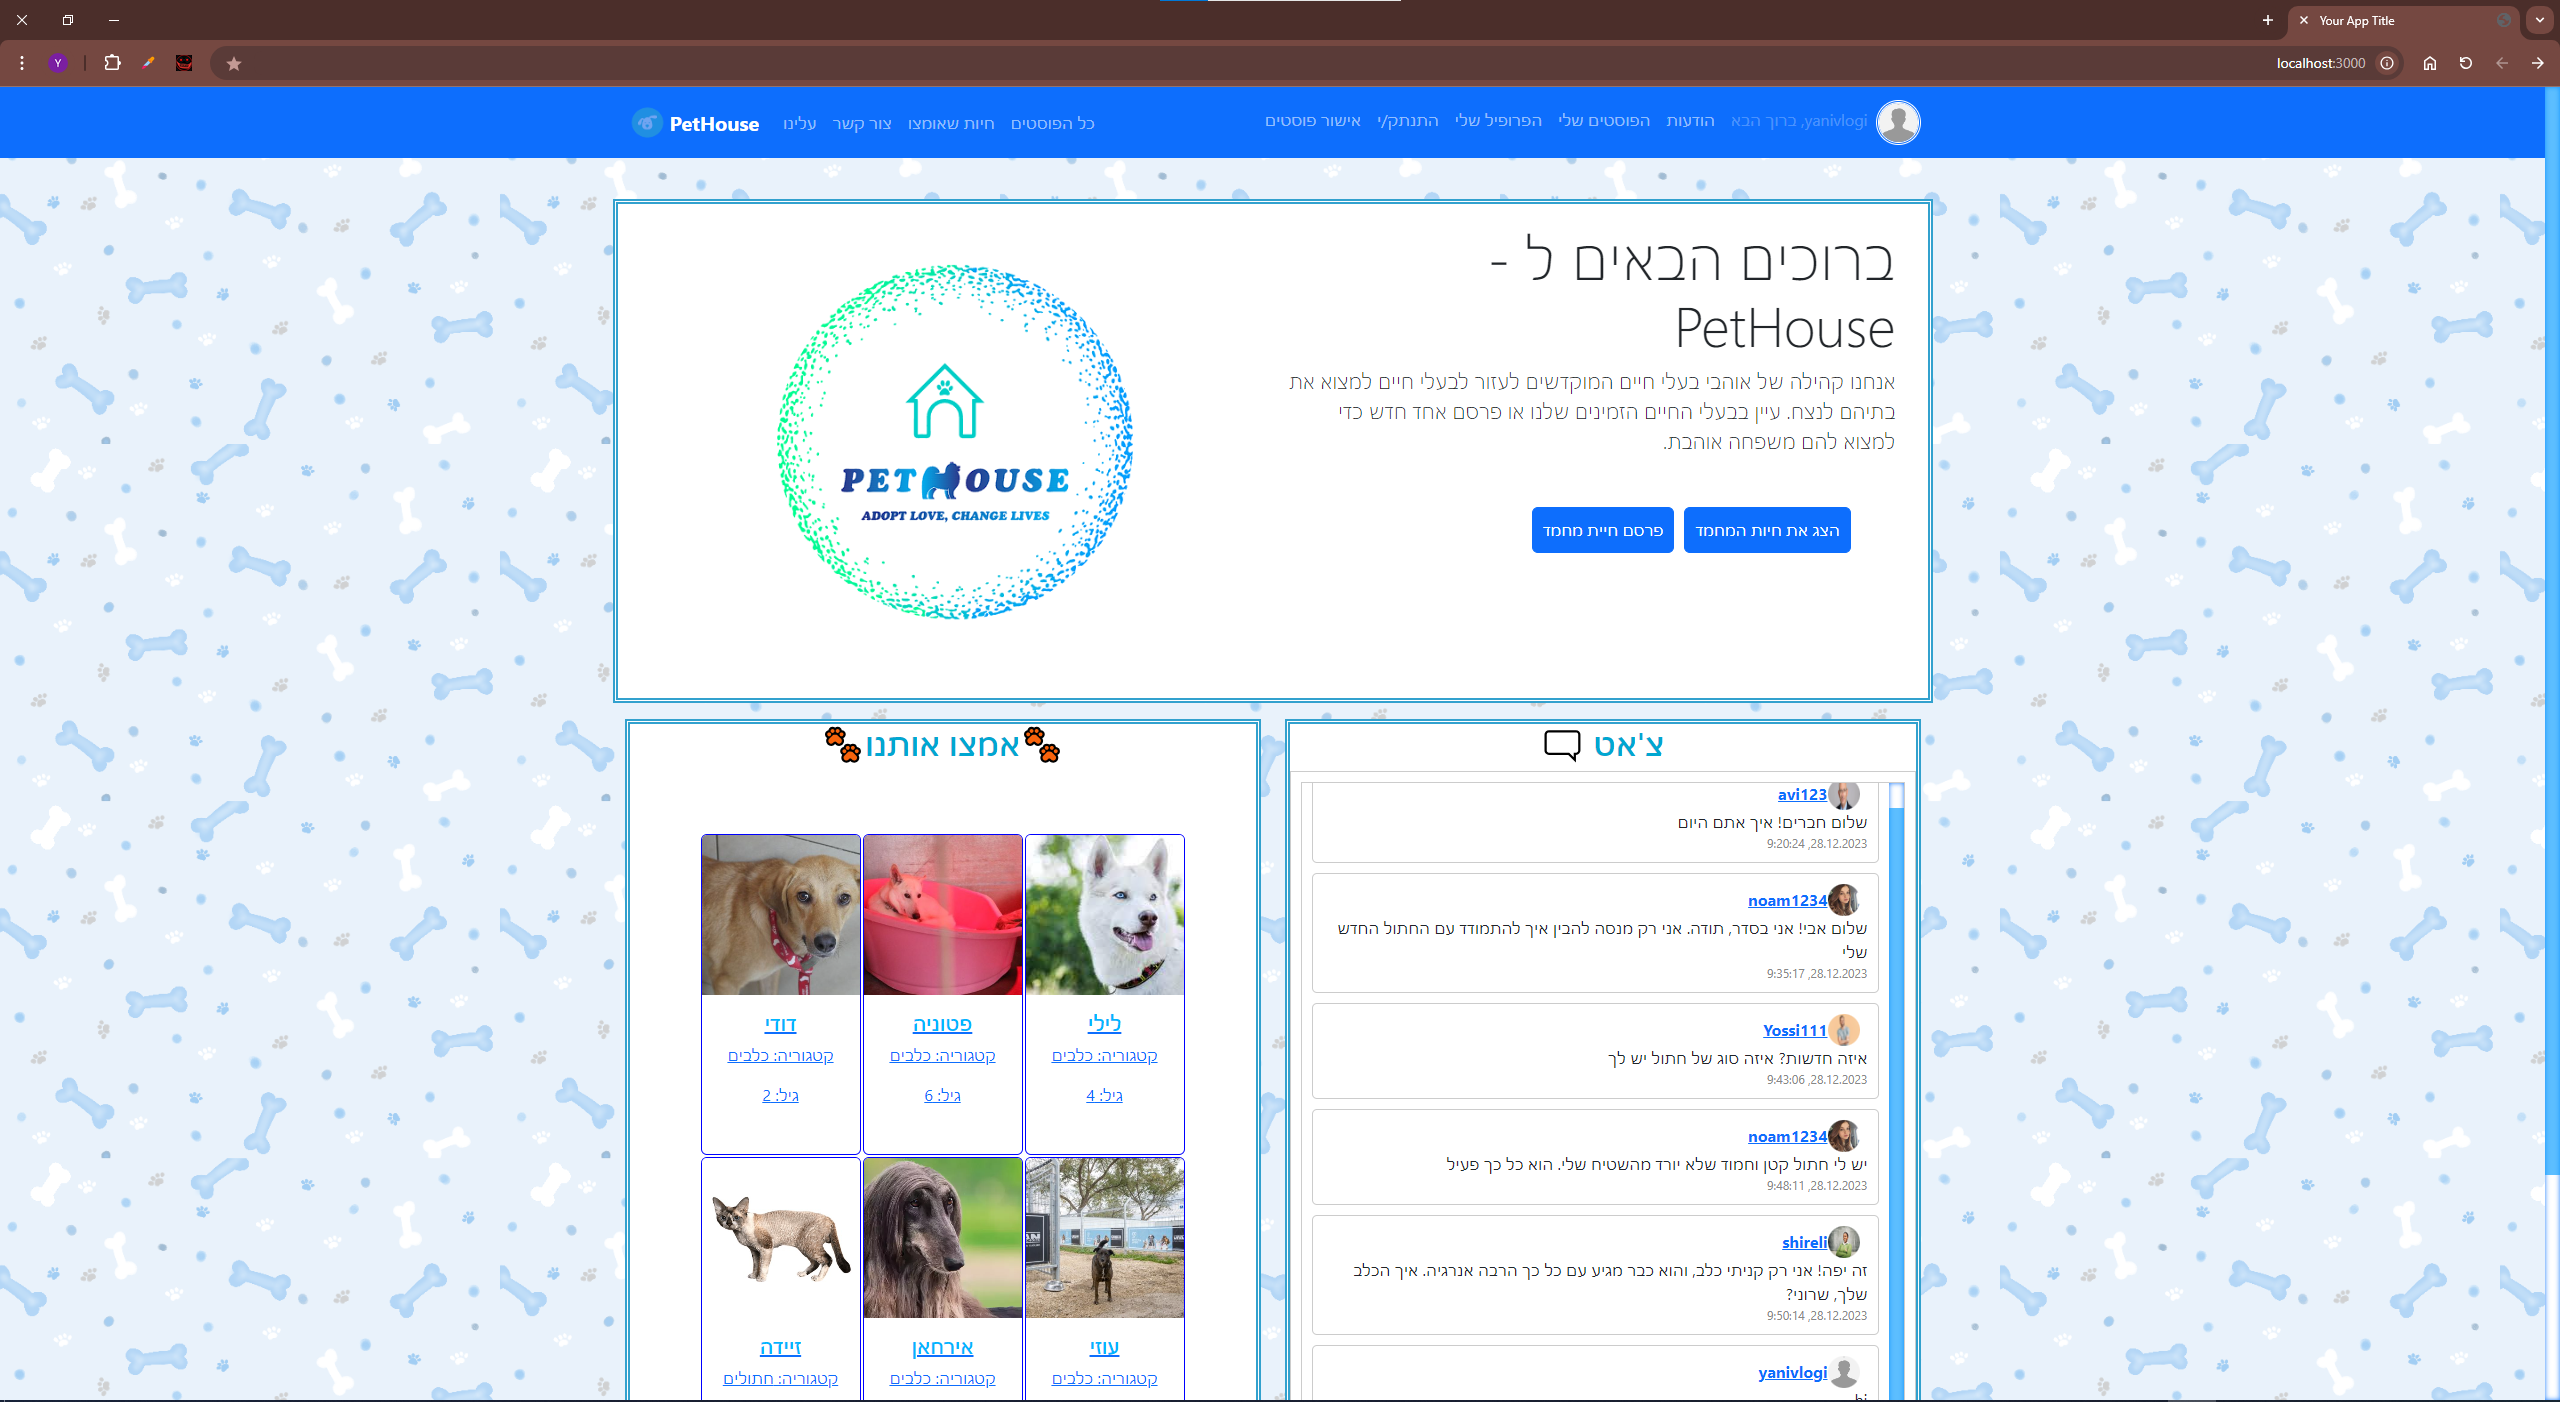 Your App Title
localhost:3000
Y
PetHouse
עלינו
צור קשר
חיות שאומצו
כל הפוסטים
אישור פוסטים
התנתק/י
הפרופיל שלי
הפוסטים שלי
הודעות
yanivlogi, ברוך הבא
ברוכים הבאים ל -
PetHouse
אנחנו קהילה של אוהבי בעלי חיים המוקדשים לעזור לבעלי חיים למצוא את
בתיהם לנצח. עיין בבעלי החיים הזמינים שלנו או פרסם אחד חדש כדי
למצוא להם משפחה אוהבת.
הצג את חיות המחמד
פרסם חיית מחמד
PETHOUSE
ADOPT LOVE, CHANGE LIVES
צ'אט
avi123
שלום חברים! איך אתם היום
28.12.2023, 9:20:24
noam1234
שלום אבי! אני בסדר, תודה. אני רק מנסה להבין איך להתמודד עם החתול החדש
שלי
28.12.2023, 9:35:17
Yossi111
איזה חדשות? איזה סוג של חתול יש לך
28.12.2023, 9:43:06
noam1234
יש לי חתול קטן וחמוד שלא יורד מהשטיח שלי. הוא כל כך פעיל
28.12.2023, 9:48:11
shireli
זה יפה! אני רק קניתי כלב, והוא כבר מגיע עם כל כך הרבה אנרגיה. איך הכלב
שלך, שרוני?
28.12.2023, 9:50:14
yanivlogi
hi
אמצו אותנו
לילי
קטגוריה: כלבים
גיל: 4
פטוניה
קטגוריה: כלבים
גיל: 6
דודי
קטגוריה: כלבים
גיל: 2
עוזי
קטגוריה: כלבים
אירחאן
קטגוריה: כלבים
זיידה
קטגוריה: חתולים